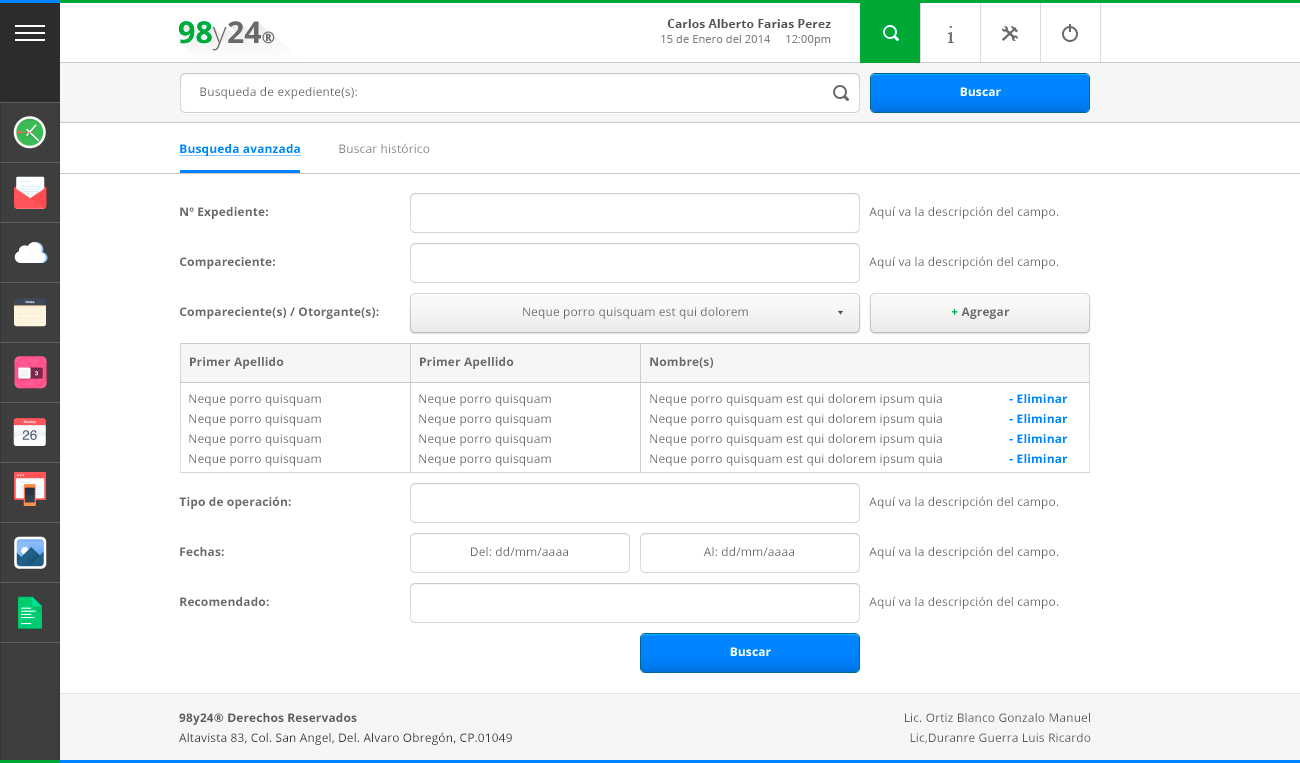 98y24®
Carlos Alberto Farias Perez
15 de Enero del 2014 12:00pm
i
Busqueda de expediente(s):
Buscar
Busqueda avanzada
Buscar histórico
Nº Expediente:
Aquí va la descripción del campo.
Compareciente:
Aquí va la descripción del campo.
Compareciente(s) / Otorgante(s):
Neque porro quisquam est qui dolorem
+ Agregar
Primer Apellido Primer Apellido Nombre(s)
Neque porro quisquam Neque porro quisquam Neque porro quisquam est qui dolorem ipsum quia - Eliminar
Neque porro quisquam Neque porro quisquam Neque porro quisquam est qui dolorem ipsum quia - Eliminar
Neque porro quisquam Neque porro quisquam Neque porro quisquam est qui dolorem ipsum quia - Eliminar
Neque porro quisquam Neque porro quisquam Neque porro quisquam est qui dolorem ipsum quia - Eliminar
Tipo de operación:
Aquí va la descripción del campo.
Fechas:
Del: dd/mm/aaaa
Al: dd/mm/aaaa
Aquí va la descripción del campo.
Recomendado:
Aquí va la descripción del campo.
Buscar
Notes
3
Monday
26
98y24® Derechos Reservados
Altavista 83, Col. San Angel, Del. Alvaro Obregón, CP.01049
Lic. Ortiz Blanco Gonzalo Manuel
Lic,Duranre Guerra Luis Ricardo